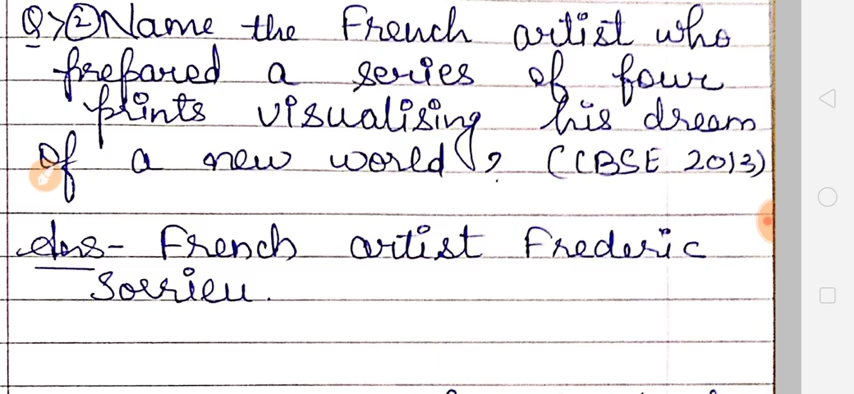 Q>② Name the French artist who
prepared a series of four
prints visualising his dream
of a new world? (CBSE 2013)
Ans- French artist Frederic
Sorrieu.